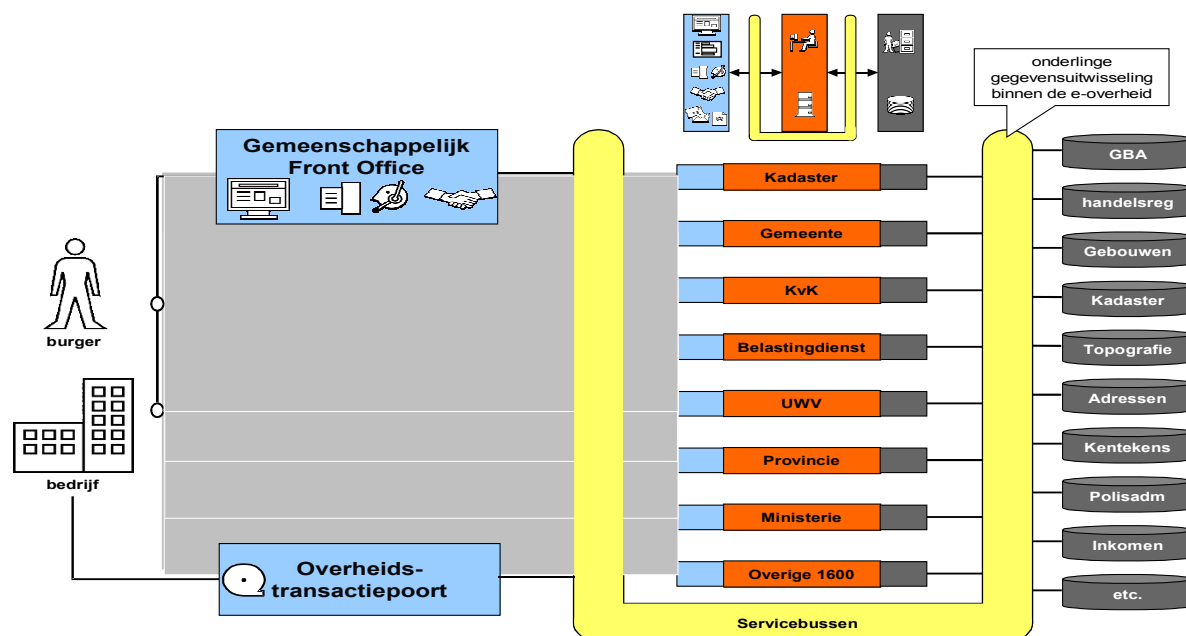 onderlinge
gegevensuitwisseling
binnen de e-overheid
Gemeenschappelijk
Front Office
burger
bedrijf
Overheids-
transactiepoort
Kadaster
Gemeente
KvK
Belastingdienst
UWV
Provincie
Ministerie
Overige 1600
Servicebussen
GBA
handelsreg
Gebouwen
Kadaster
Topografie
Adressen
Kentekens
Polisadm
Inkomen
etc.